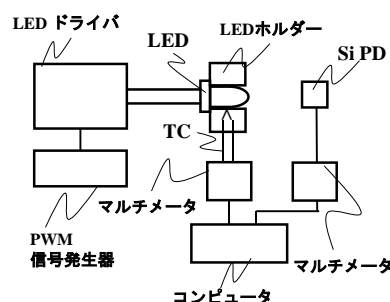 LED ドライバ
LED
LEDホルダー
Si PD
TC
マルチメータ
PWM
信号発生器
マルチメータ
コンピュータ